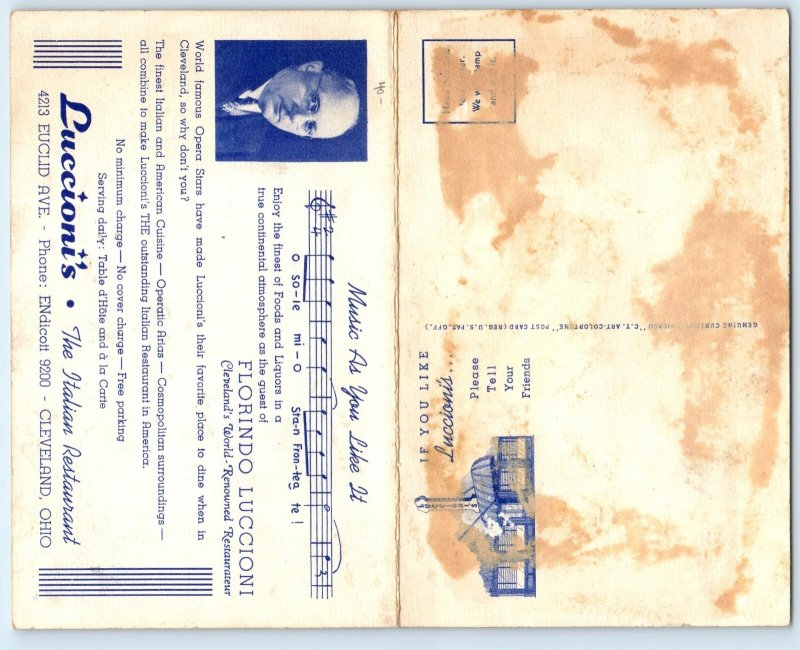 Music As You Like It
O so-le mi-o Sta-n Fron-teg te!
Enjoy the finest of Foods and Liquors in a
true continental atmosphere as the guest of
FLORINDO LUCCIONI
Cleveland's World-Renowned Restaurateur
World famous Opera Stars have made Luccioni's their favorite place to dine when in
Cleveland, so why don't you?
The finest Italian and American Cuisine — Operatic Arias — Cosmopolitan surroundings —
all combine to make Luccioni's THE outstanding Italian Restaurant in America.
No minimum charge — No cover charge — Free parking
Serving daily: Table d'Hôte and à la Carte
Luccioni's • The Italian Restaurant
4213 EUCLID AVE. - Phone: ENdicott 9200 - CLEVELAND, OHIO
40-
We
GENUINE CURTEICH-CHICAGO "C.T. ART-COLORTONE" POST CARD (REG. U.S. PAT. OFF.)
IF YOU LIKE
Luccioni's...
Please
Tell
Your
Friends